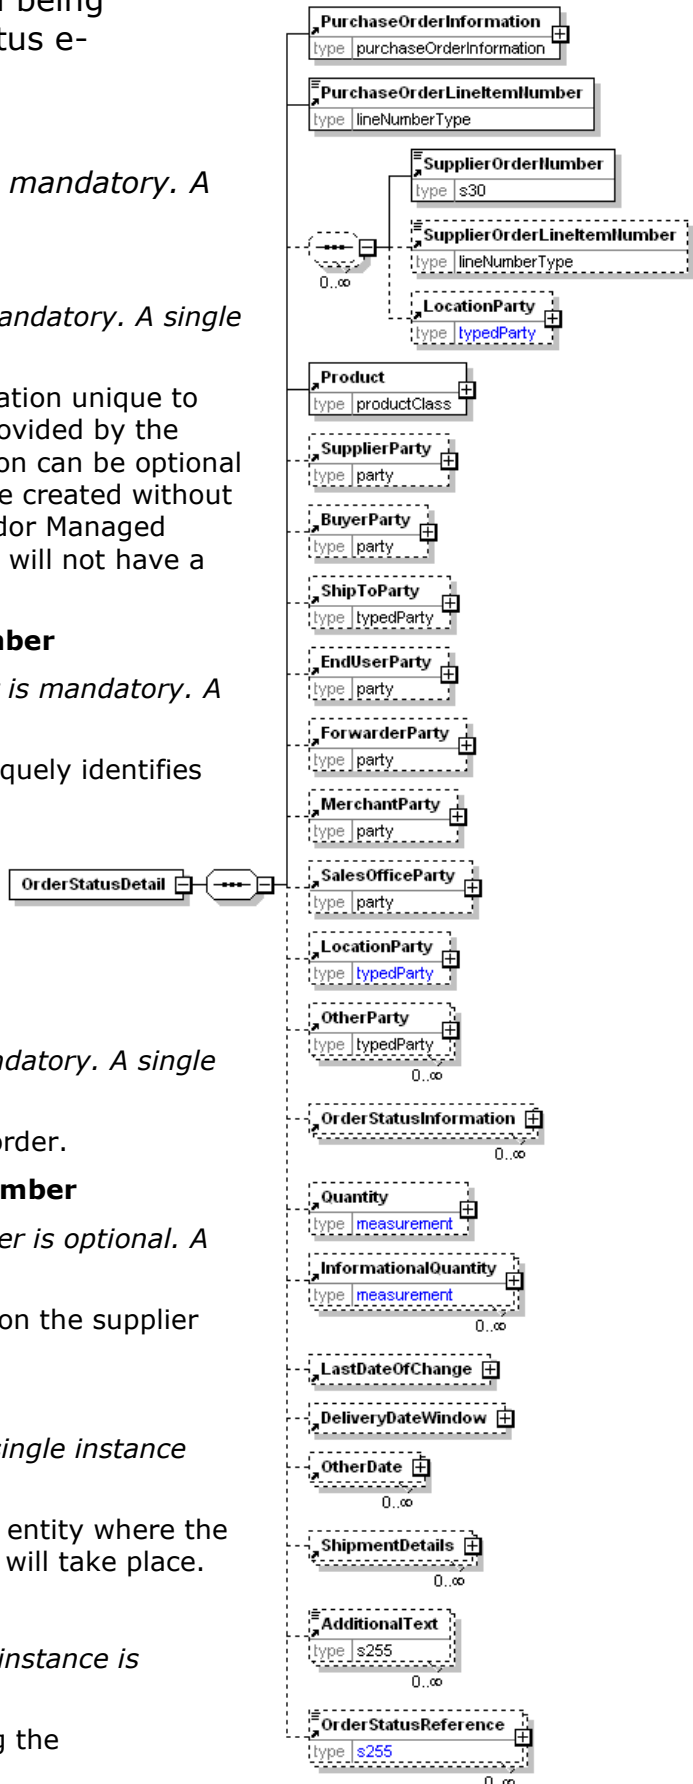 being
tus e-
mandatory. A
andatory. A single
ation unique to
ovided by the
on can be optional
e created without
dor Managed
will not have a
nber
is mandatory. A
quely identifies
ndatory. A single
order.
umber
er is optional. A
on the supplier
single instance
entity where the
will take place.
instance is
g the
OrderStatusDetail
PurchaseOrderInformation
type purchaseOrderInformation
PurchaseOrderLineItemNumber
type lineNumberType
0..∞
SupplierOrderNumber
type s30
SupplierOrderLineItemNumber
type lineNumberType
LocationParty
type typedParty
Product
type productClass
SupplierParty
type party
BuyerParty
type party
ShipToParty
type typedParty
EndUserParty
type party
ForwarderParty
type party
MerchantParty
type party
SalesOfficeParty
type party
LocationParty
type typedParty
OtherParty
type typedParty
0..∞
OrderStatusInformation
0..∞
Quantity
type measurement
InformationalQuantity
type measurement
0..∞
LastDateOfChange
DeliveryDateWindow
OtherDate
0..∞
ShipmentDetails
0..∞
AdditionalText
type s255
0..∞
OrderStatusReference
type s255
0..∞